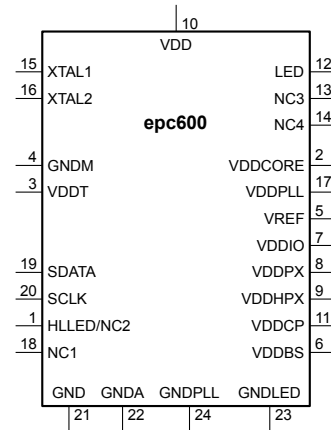 10
VDD
15 XTAL1 LED 12
16 XTAL2 NC3 13
NC4 14
epc600
4 GNDM VDDCORE 2
3 VDDT VDDPLL 17
VREF 5
VDDIO 7
19 SDATA VDDPX 8
20 SCLK VDDHPX 9
1 HLLED/NC2 VDDCP 11
18 NC1 VDDBS 6
GND GNDA GNDPLL GNDLED
21 22 24 23